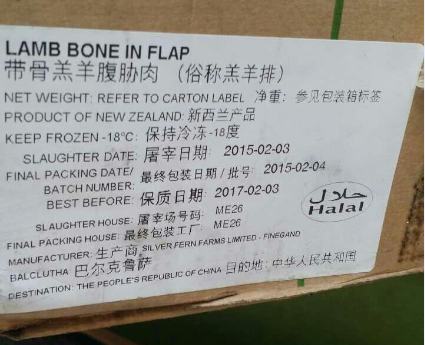 LAMB BONE IN FLAP
带骨羔羊腹胁肉 （俗称羔羊排）
NET WEIGHT: REFER TO CARTON LABEL 净重: 参见包装箱标签
PRODUCT OF NEW ZEALAND: 新西兰产品
KEEP FROZEN -18°C: 保持冷冻-18度
SLAUGHTER DATE: 屠宰日期: 2015-02-03
FINAL PACKING DATE/
BATCH NUMBER: 最终包装日期 / 批号: 2015-02-04
BEST BEFORE: 保质日期: 2017-02-03
حلال
Halal
SLAUGHTER HOUSE: 屠宰场号码: ME26
FINAL PACKING HOUSE: 最终包装工厂: ME26
MANUFACTURER: 生产商, SILVER FERN FARMS LIMITED - FINEGAND
BALCLUTHA 巴尔克鲁萨
DESTINATION: THE PEOPLE'S REPUBLIC OF CHINA 目的地: 中华人民共和国